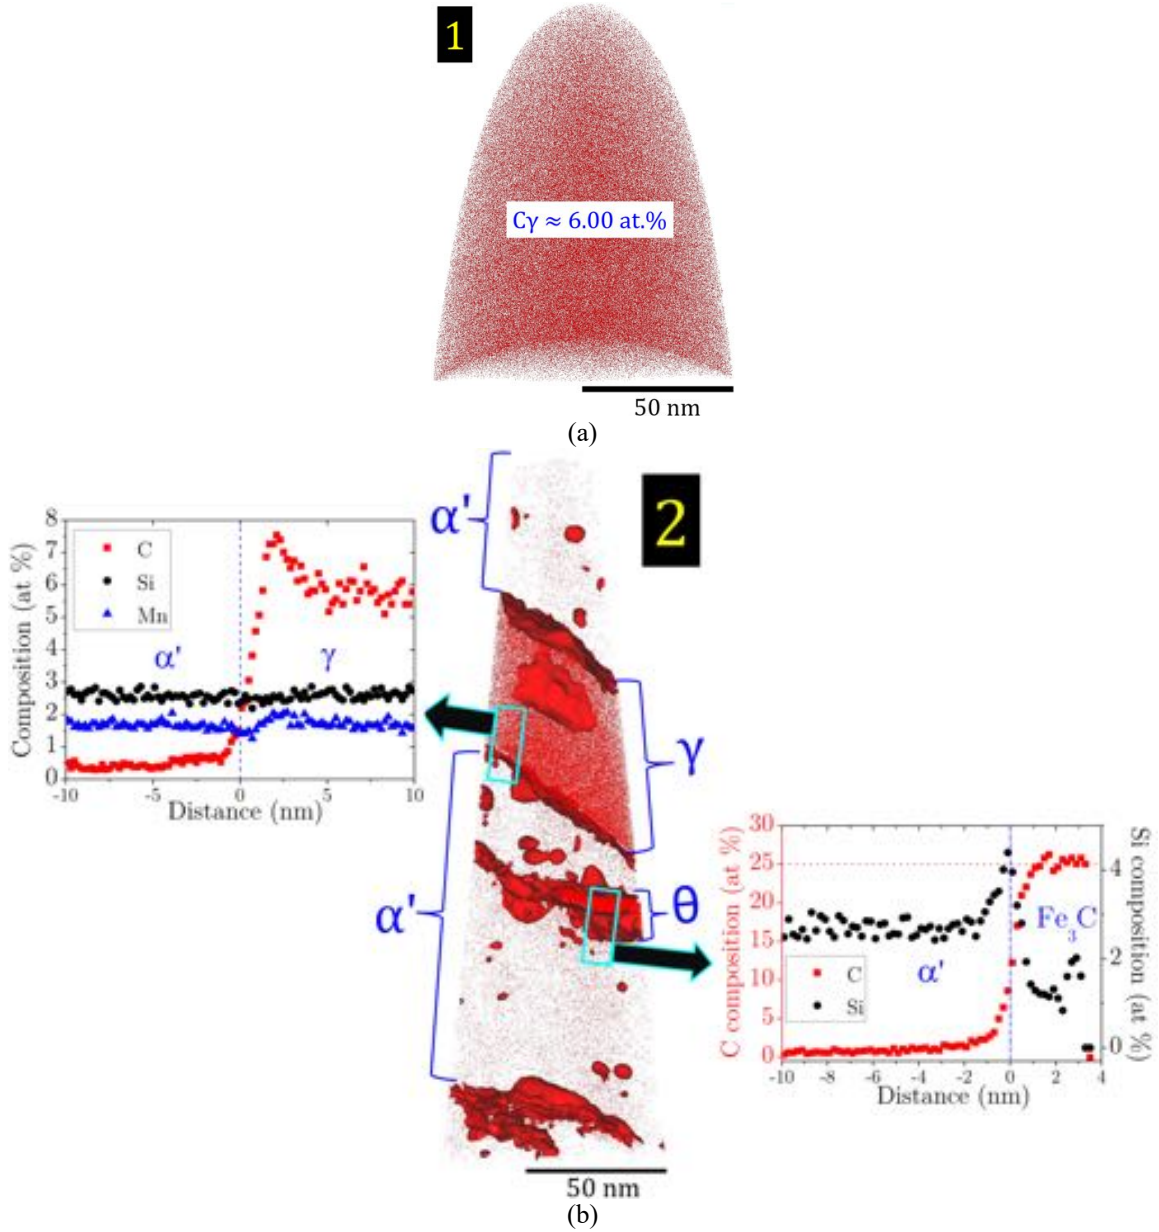 1
Cγ ≈ 6.00 at.%
50 nm
(a)
2
α'
γ
α'
θ
8
7
6
5
4
3
2
1
0
Composition (at %)
C
Si
Mn
α'
γ
-10
-5
0
5
10
Distance (nm)
30
25
20
15
10
5
0
C composition (at %)
C
Si
α'
Fe₃C
4
2
0
Si composition (at %)
-10
-8
-6
-4
-2
0
2
4
Distance (nm)
50 nm
(b)